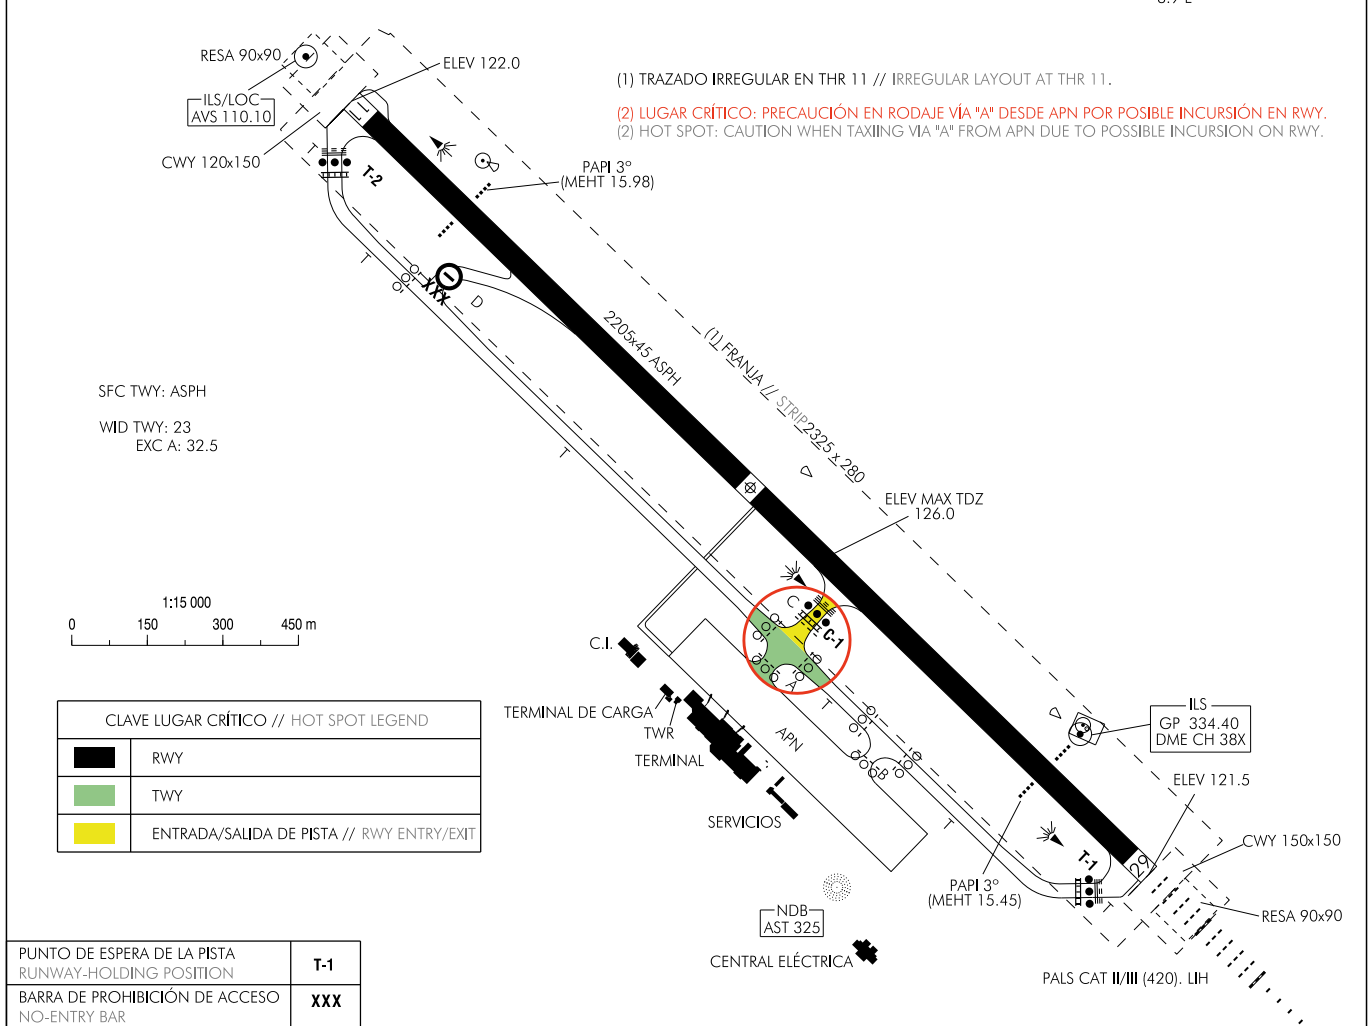 RESA 90x90
ELEV 122.0
ILS/LOC
AVS 110.10
(1) TRAZADO IRREGULAR EN THR 11 // IRREGULAR LAYOUT AT THR 11.
(2) LUGAR CRÍTICO: PRECAUCIÓN EN RODAJE VÍA "A" DESDE APN POR POSIBLE INCURSIÓN EN RWY.
(2) HOT SPOT: CAUTION WHEN TAXIING VIA "A" FROM APN DUE TO POSSIBLE INCURSION ON RWY.
11
CWY 120x150
T
T-2
PAPI 3º
(MEHT 15.98)
T
XXX
D
2205x45 ASPH
(1) FRANJA // STRIP 2325 x 280
SFC TWY: ASPH
WID TWY: 23
EXC A: 32.5
T
ELEV MAX TDZ
126.0
1:15 000
0 150 300 450 m
C
C-1
C.I.
A
T
TERMINAL DE CARGA
TWR
TERMINAL
APN
B
T
SERVICIOS
ILS
GP 334.40
DME CH 38X
ELEV 121.5
CWY 150x150
29
T-1
T
PAPI 3º
(MEHT 15.45)
RESA 90x90
NDB
AST 325
CENTRAL ELÉCTRICA
PALS CAT II/III (420). LIH
CLAVE LUGAR CRÍTICO // HOT SPOT LEGEND
RWY
TWY
ENTRADA/SALIDA DE PISTA // RWY ENTRY/EXIT
PUNTO DE ESPERA DE LA PISTA
RUNWAY-HOLDING POSITION
T-1
BARRA DE PROHIBICIÓN DE ACCESO
NO-ENTRY BAR
XXX